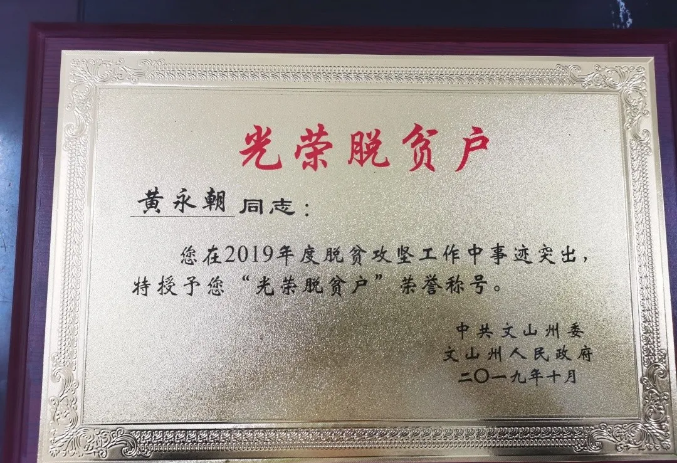 光荣脱贫户
黄永朝 同志：
您在2019年度脱贫攻坚工作中事迹突出，
特授予您“光荣脱贫户”荣誉称号。
中共文山州委
文山州人民政府
二〇一九年十月